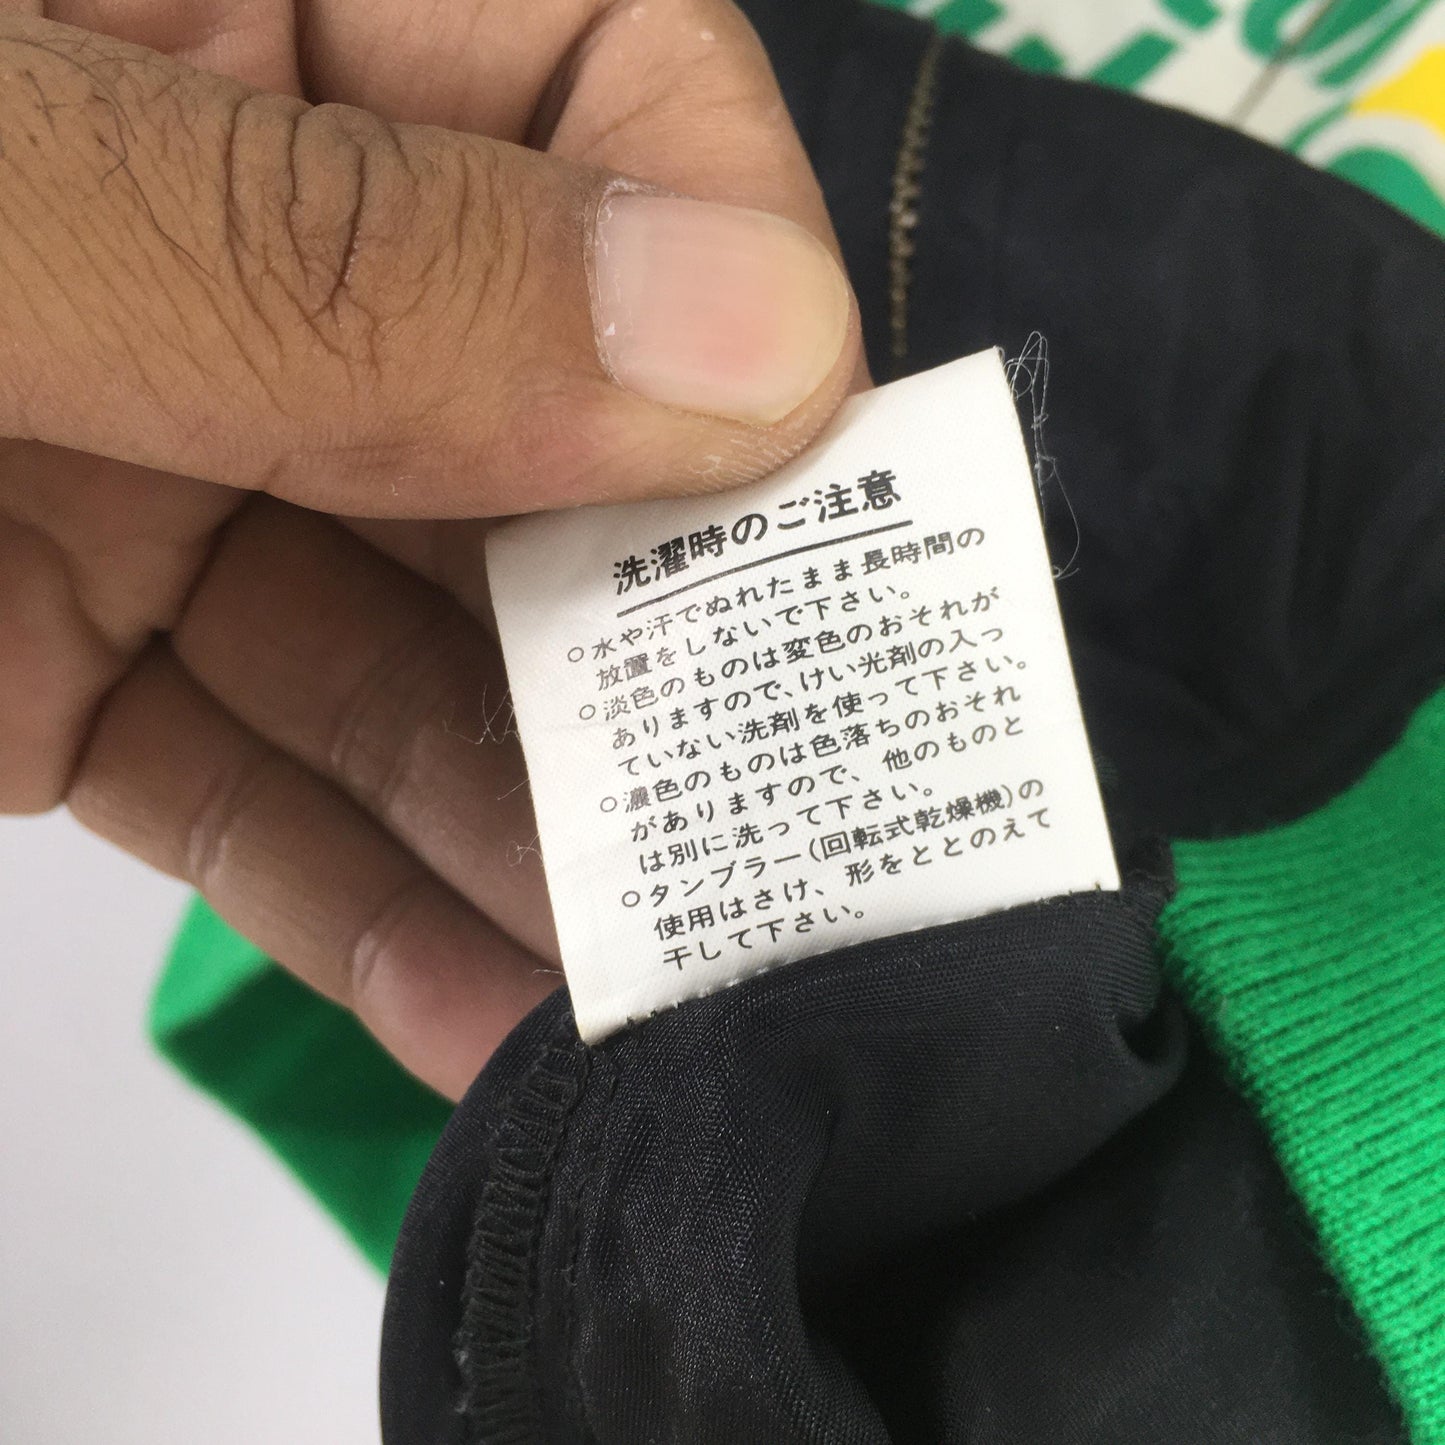 洗濯時のご注意
○水や汗でぬれたまま長時間の
放置をしないで下さい。
○淡色のものは変色のおそれが
ありますので、けい光剤の入っ
ていない洗剤を使って下さい。
○濃色のものは色落ちのおそれ
がありますので、他のものと
は別に洗って下さい。
○タンブラー(回転式乾燥機)の
使用はさけ、形をととのえて
干して下さい。